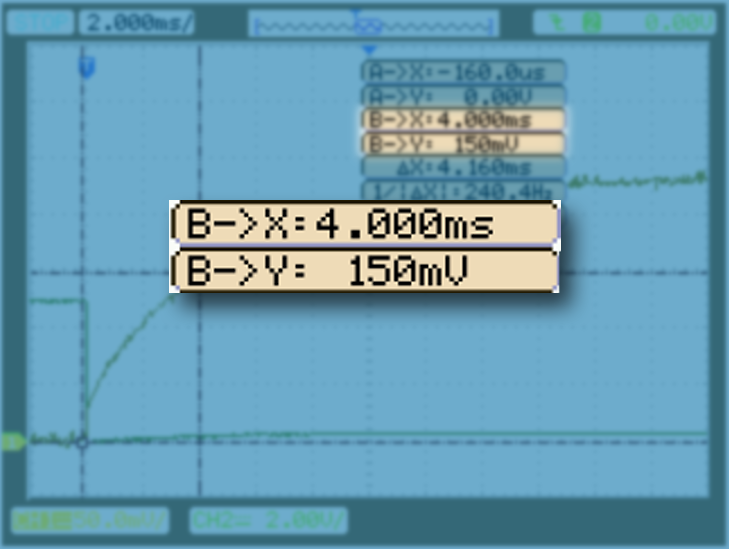 STOP 2.000ms/ 0.00V
A->X:-160.0us
A->Y: 0.00V
B->X:4.000ms
B->Y: 150mV
ΔX:4.160ms
1/|ΔX|:240.4Hz
B->X:4.000ms
B->Y: 150mV
50.0mV/ CH2= 2.00V/